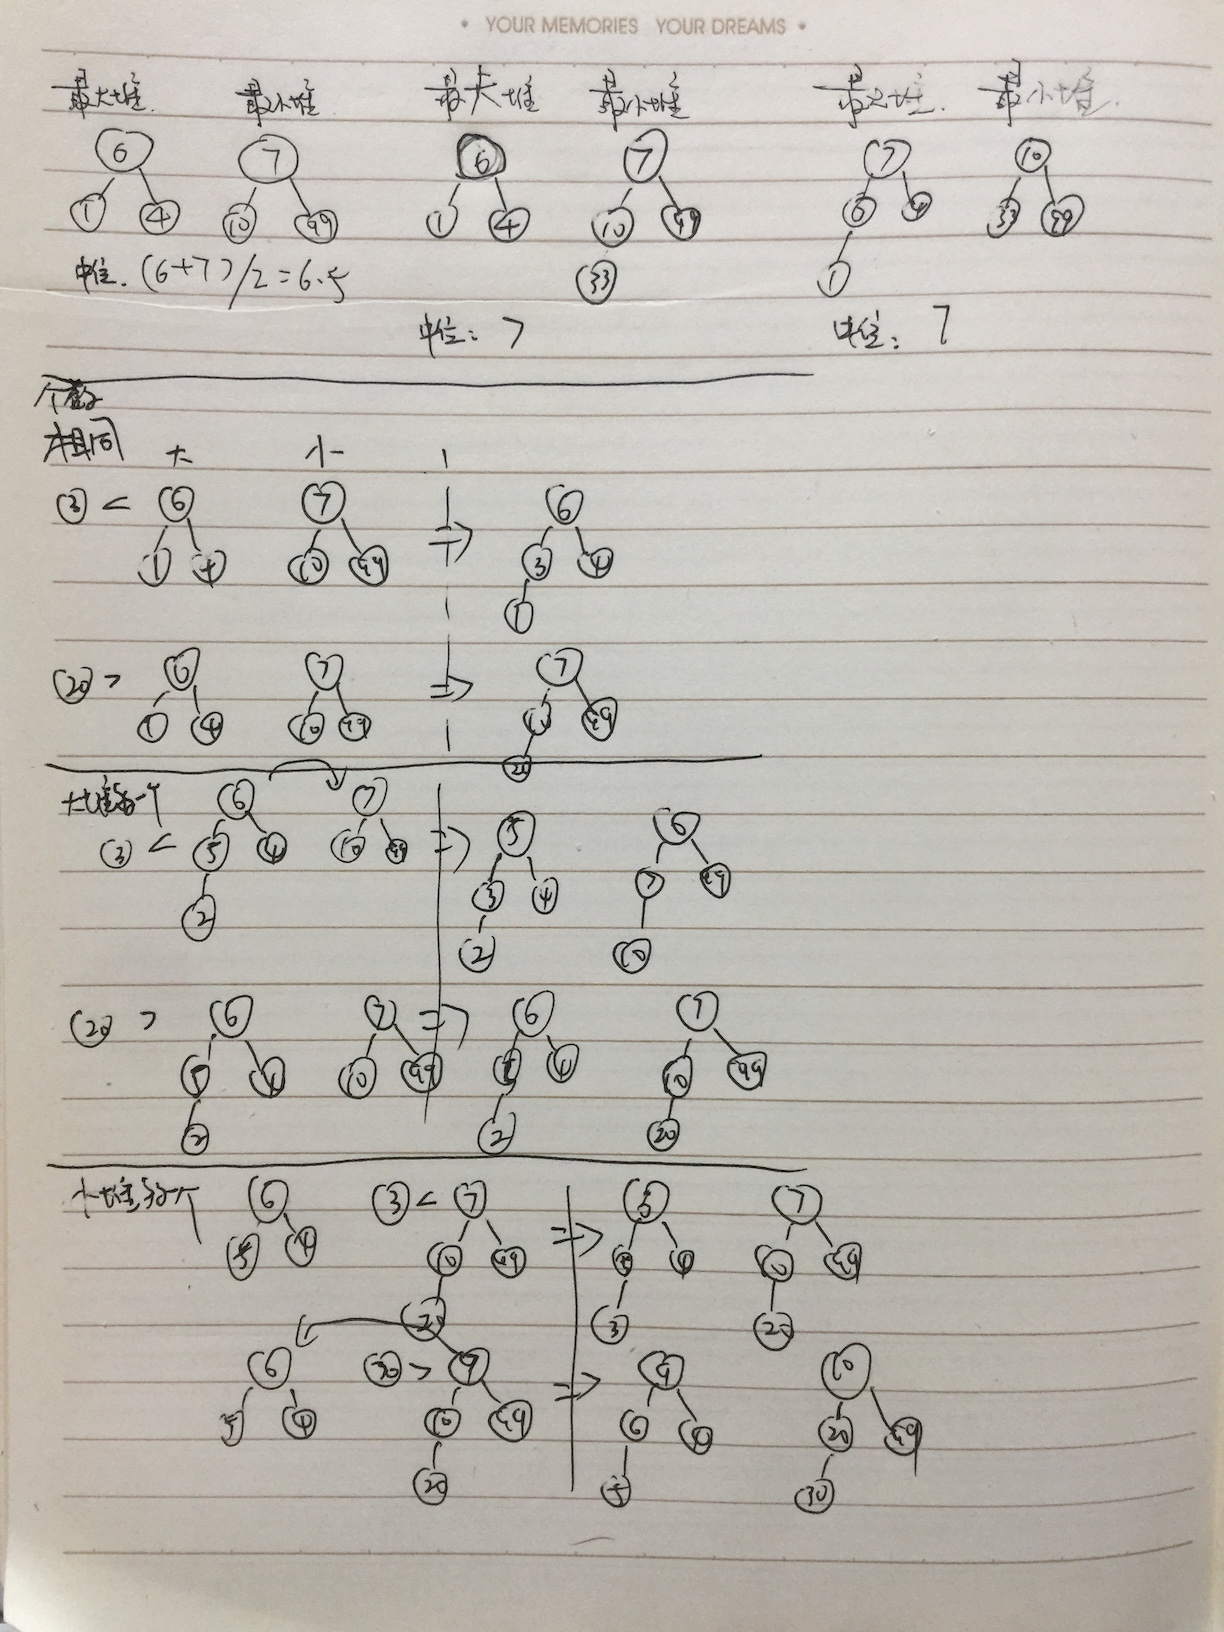 • YOUR MEMORIES YOUR DREAMS •
最大堆 最小堆 最大堆 最小堆 最大堆 最小堆
6 7 6 7 7 10
1 4 10 99 1 4 10 99 6 4 33 99
33 1
中位. (6+7)/2=6.5
中位: 7 中位: 7
个数
相同 大 小
3 < 6 7 ⇒ 6
1 4 10 99 3 4
1
20 > 6 7 ⇒ 7
1 4 10 99 10 99
20
大堆多一个 6 7 ⇒ 5 6
3 < 5 4 10 99 3 4 7 99
2 2 10
20 > 6 7 ⇒ 6 7
5 4 10 99 5 4 10 99
2 2 20
小堆多一个 6 3 < 7 ⇒ 7
5 4 10 99 4 10 99
20 3 20
6 30 > ⇒ 10
5 4 10 99 6 20 99
20 5 30